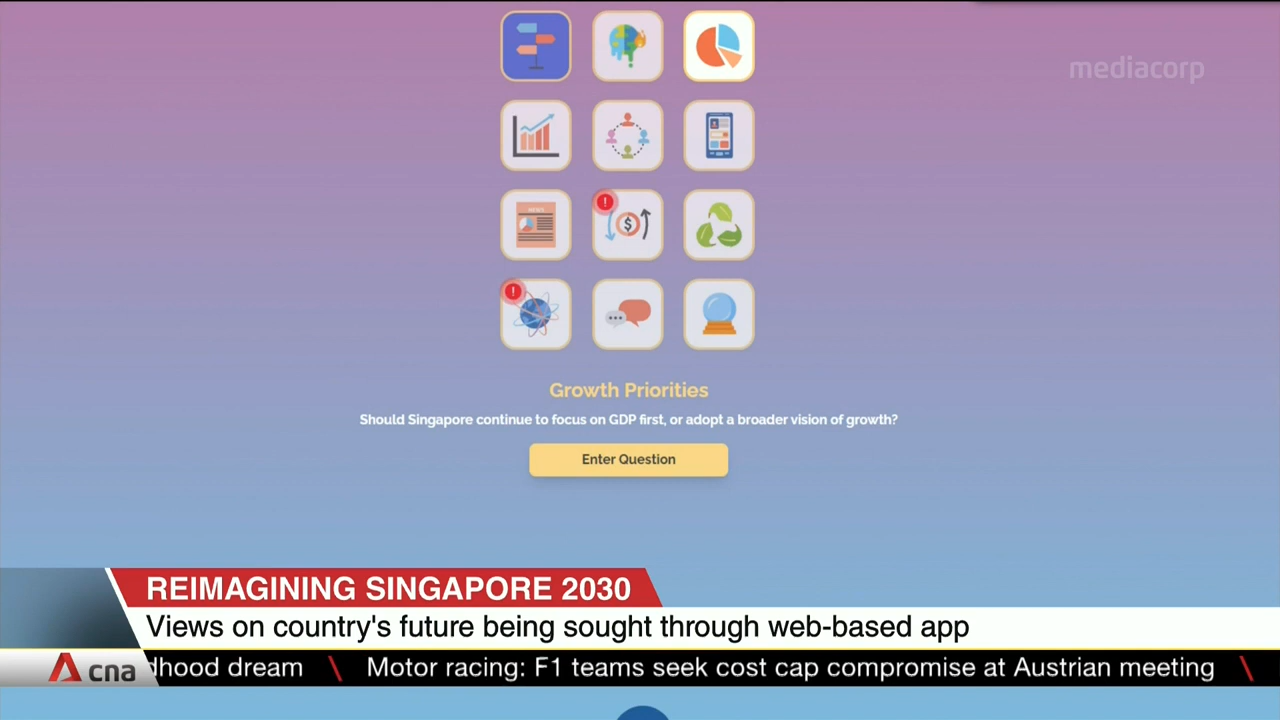 mediacorp
!
$
!
Growth Priorities
Should Singapore continue to focus on GDP first, or adopt a broader vision of growth?
Enter Question
REIMAGINING SINGAPORE 2030
Views on country's future being sought through web-based app
cna
dhood dream \ Motor racing: F1 teams seek cost cap compromise at Austrian meeting \